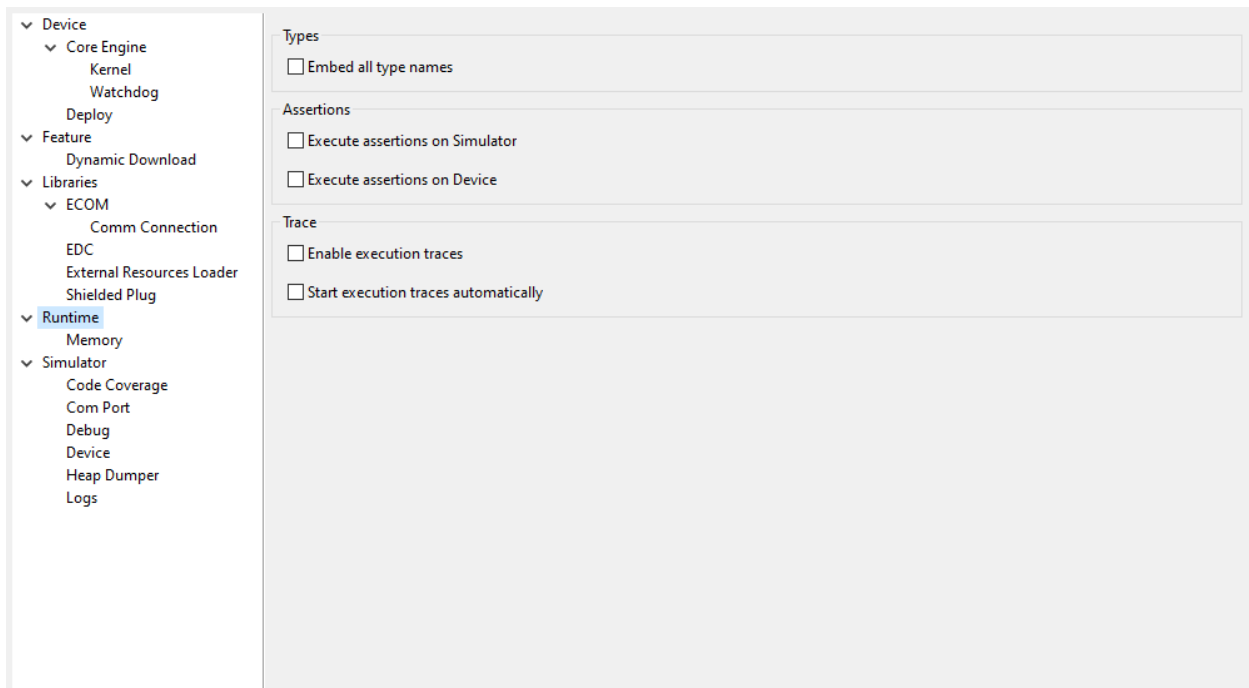 Device
Core Engine
Kernel
Watchdog
Deploy
Feature
Dynamic Download
Libraries
ECOM
Comm Connection
EDC
External Resources Loader
Shielded Plug
Runtime
Memory
Simulator
Code Coverage
Com Port
Debug
Device
Heap Dumper
Logs
Types
Embed all type names
Assertions
Execute assertions on Simulator
Execute assertions on Device
Trace
Enable execution traces
Start execution traces automatically